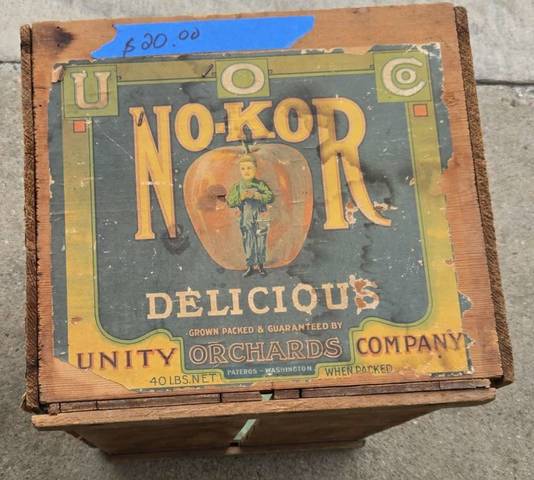 $20.00
U O Co
NO-KOR
DELICIOUS
GROWN PACKED & GUARANTEED BY
UNITY ORCHARDS COMPANY
PATEROS - WASHINGTON
40 LBS. NET WHEN PACKED